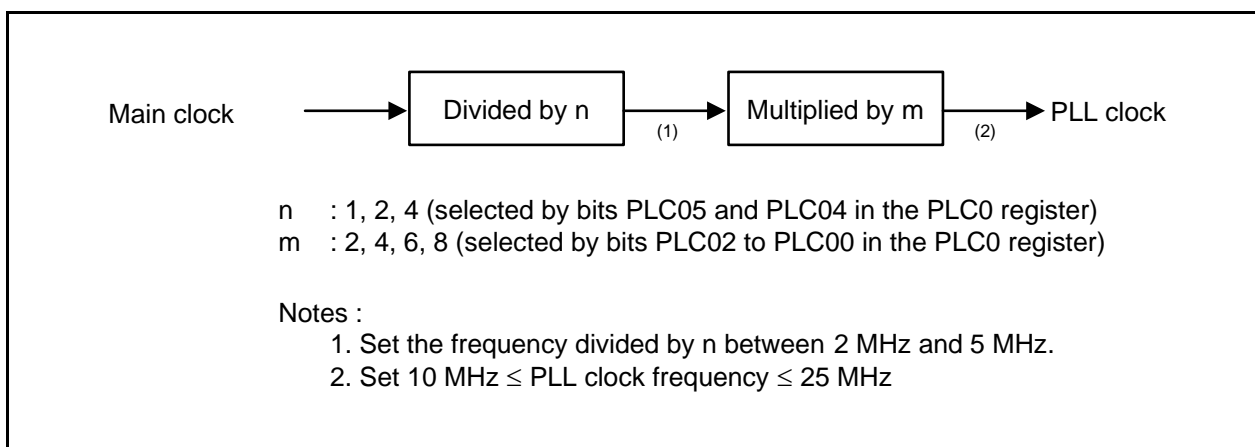 Main clock Divided by n (1) Multiplied by m (2) PLL clock
n : 1, 2, 4 (selected by bits PLC05 and PLC04 in the PLC0 register)
m : 2, 4, 6, 8 (selected by bits PLC02 to PLC00 in the PLC0 register)
Notes :
1. Set the frequency divided by n between 2 MHz and 5 MHz.
2. Set 10 MHz ≤ PLL clock frequency ≤ 25 MHz